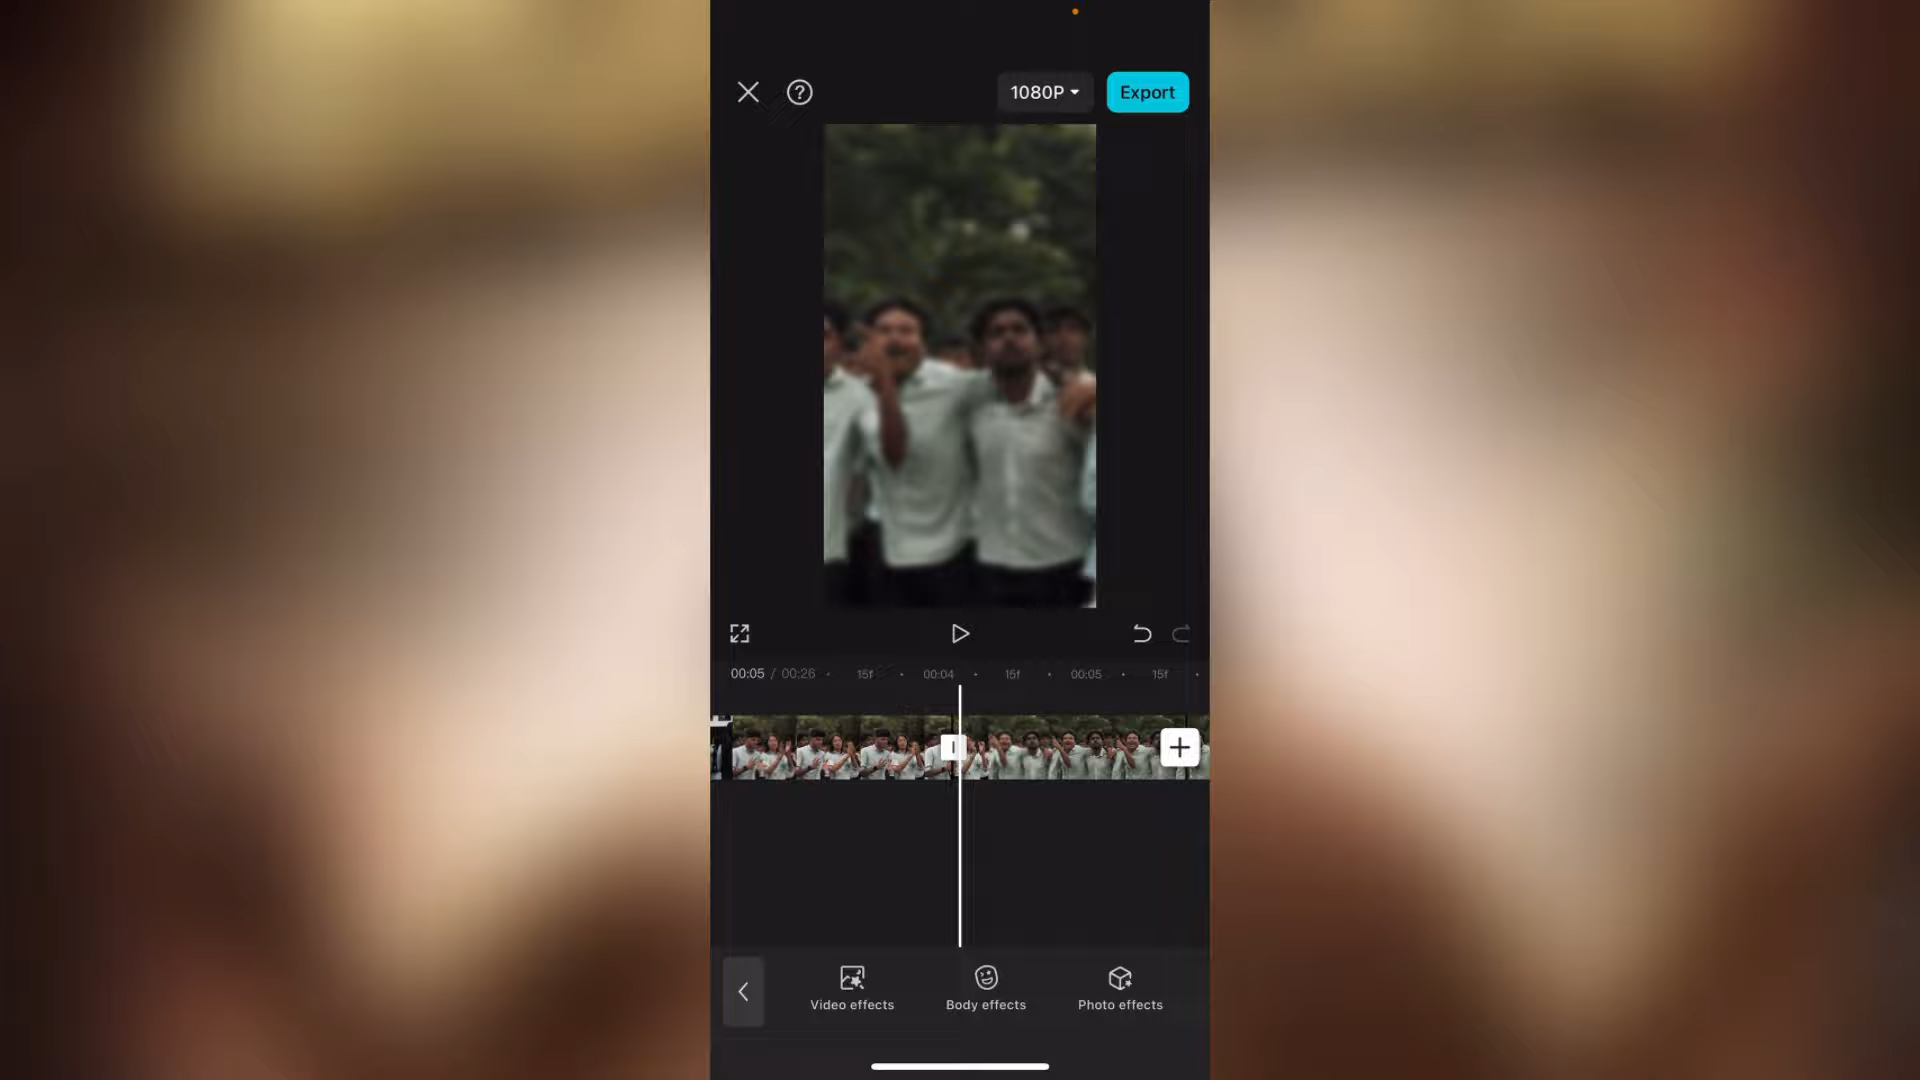 1080P
Export
00:05 / 00:26 15f 00:04 15f 00:05 15f
Video effects
Body effects
Photo effects